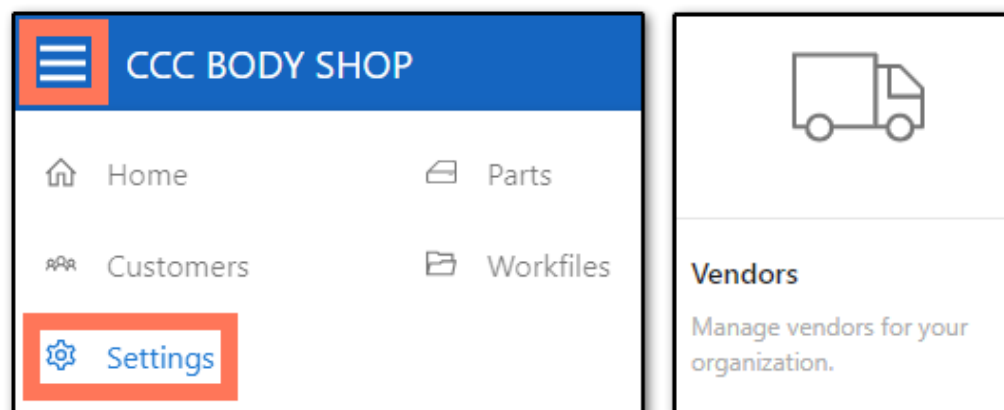 CCC BODY SHOP
Home
Parts
Customers
Workfiles
Settings
Vendors
Manage vendors for your
organization.